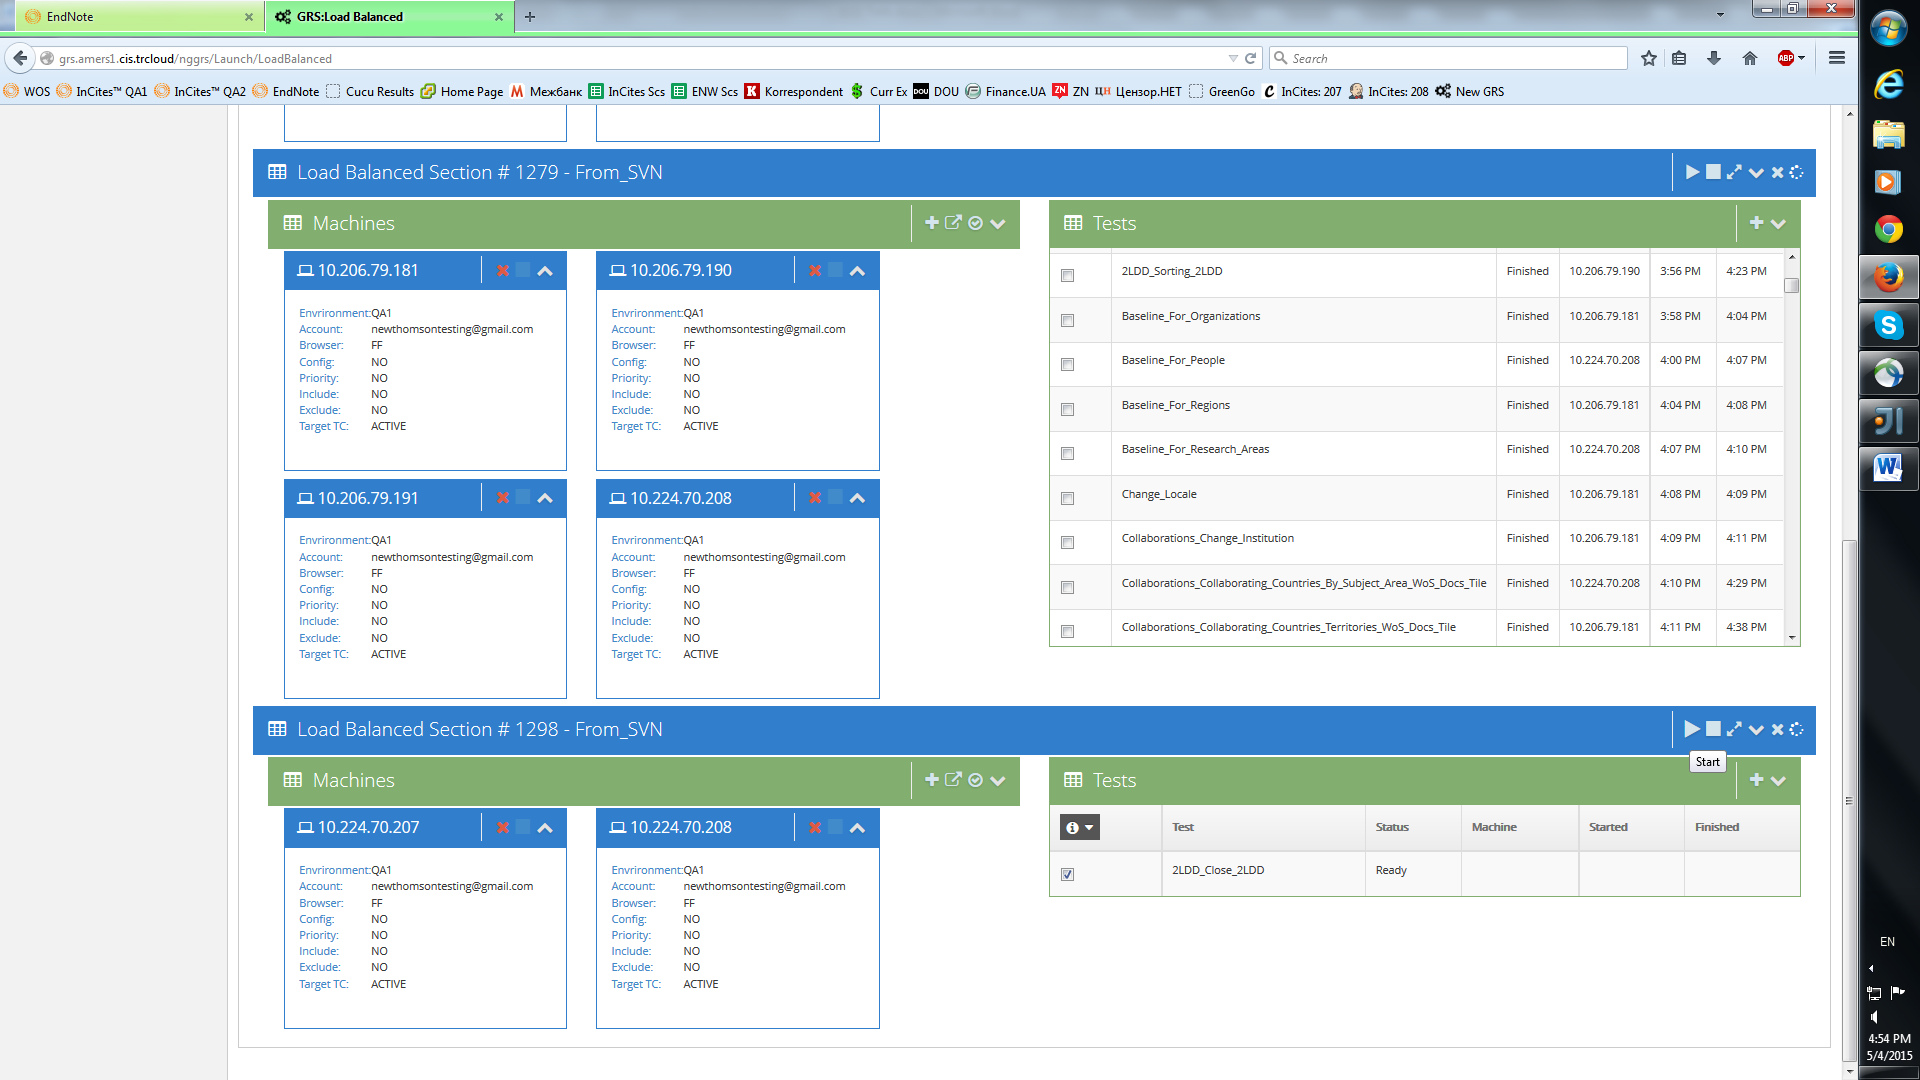 EndNote
GRS:Load Balanced
grs.amers1.cis.trcloud/nggrs/Launch/LoadBalanced
Search
ABP
WOS InCites™ QA1 InCites™ QA2 EndNote Cucu Results Home Page Межбанк InCites Scs ENW Scs Korrespondent Curr Ex DOU Finance.UA ZN Цензор.НЕТ GreenGo InCites: 207 InCites: 208 New GRS
Load Balanced Section # 1279 - From_SVN
Machines
10.206.79.181
Envrironment:QA1
Account: newthomsontesting@gmail.com
Browser: FF
Config: NO
Priority: NO
Include: NO
Exclude: NO
Target TC: ACTIVE
10.206.79.190
Envrironment:QA1
Account: newthomsontesting@gmail.com
Browser: FF
Config: NO
Priority: NO
Include: NO
Exclude: NO
Target TC: ACTIVE
10.206.79.191
Envrironment:QA1
Account: newthomsontesting@gmail.com
Browser: FF
Config: NO
Priority: NO
Include: NO
Exclude: NO
Target TC: ACTIVE
10.224.70.208
Envrironment:QA1
Account: newthomsontesting@gmail.com
Browser: FF
Config: NO
Priority: NO
Include: NO
Exclude: NO
Target TC: ACTIVE
Tests
2LDD_Sorting_2LDD Finished 10.206.79.190 3:56 PM 4:23 PM
Baseline_For_Organizations Finished 10.206.79.181 3:58 PM 4:04 PM
Baseline_For_People Finished 10.224.70.208 4:00 PM 4:07 PM
Baseline_For_Regions Finished 10.206.79.181 4:04 PM 4:08 PM
Baseline_For_Research_Areas Finished 10.224.70.208 4:07 PM 4:10 PM
Change_Locale Finished 10.206.79.181 4:08 PM 4:09 PM
Collaborations_Change_Institution Finished 10.206.79.181 4:09 PM 4:11 PM
Collaborations_Collaborating_Countries_By_Subject_Area_WoS_Docs_Tile Finished 10.224.70.208 4:10 PM 4:29 PM
Collaborations_Collaborating_Countries_Territories_WoS_Docs_Tile Finished 10.206.79.181 4:11 PM 4:38 PM
Load Balanced Section # 1298 - From_SVN
Start
Machines
10.224.70.207
Envrironment:QA1
Account: newthomsontesting@gmail.com
Browser: FF
Config: NO
Priority: NO
Include: NO
Exclude: NO
Target TC: ACTIVE
10.224.70.208
Envrironment:QA1
Account: newthomsontesting@gmail.com
Browser: FF
Config: NO
Priority: NO
Include: NO
Exclude: NO
Target TC: ACTIVE
Tests
Test Status Machine Started Finished
2LDD_Close_2LDD Ready
EN
4:54 PM
5/4/2015